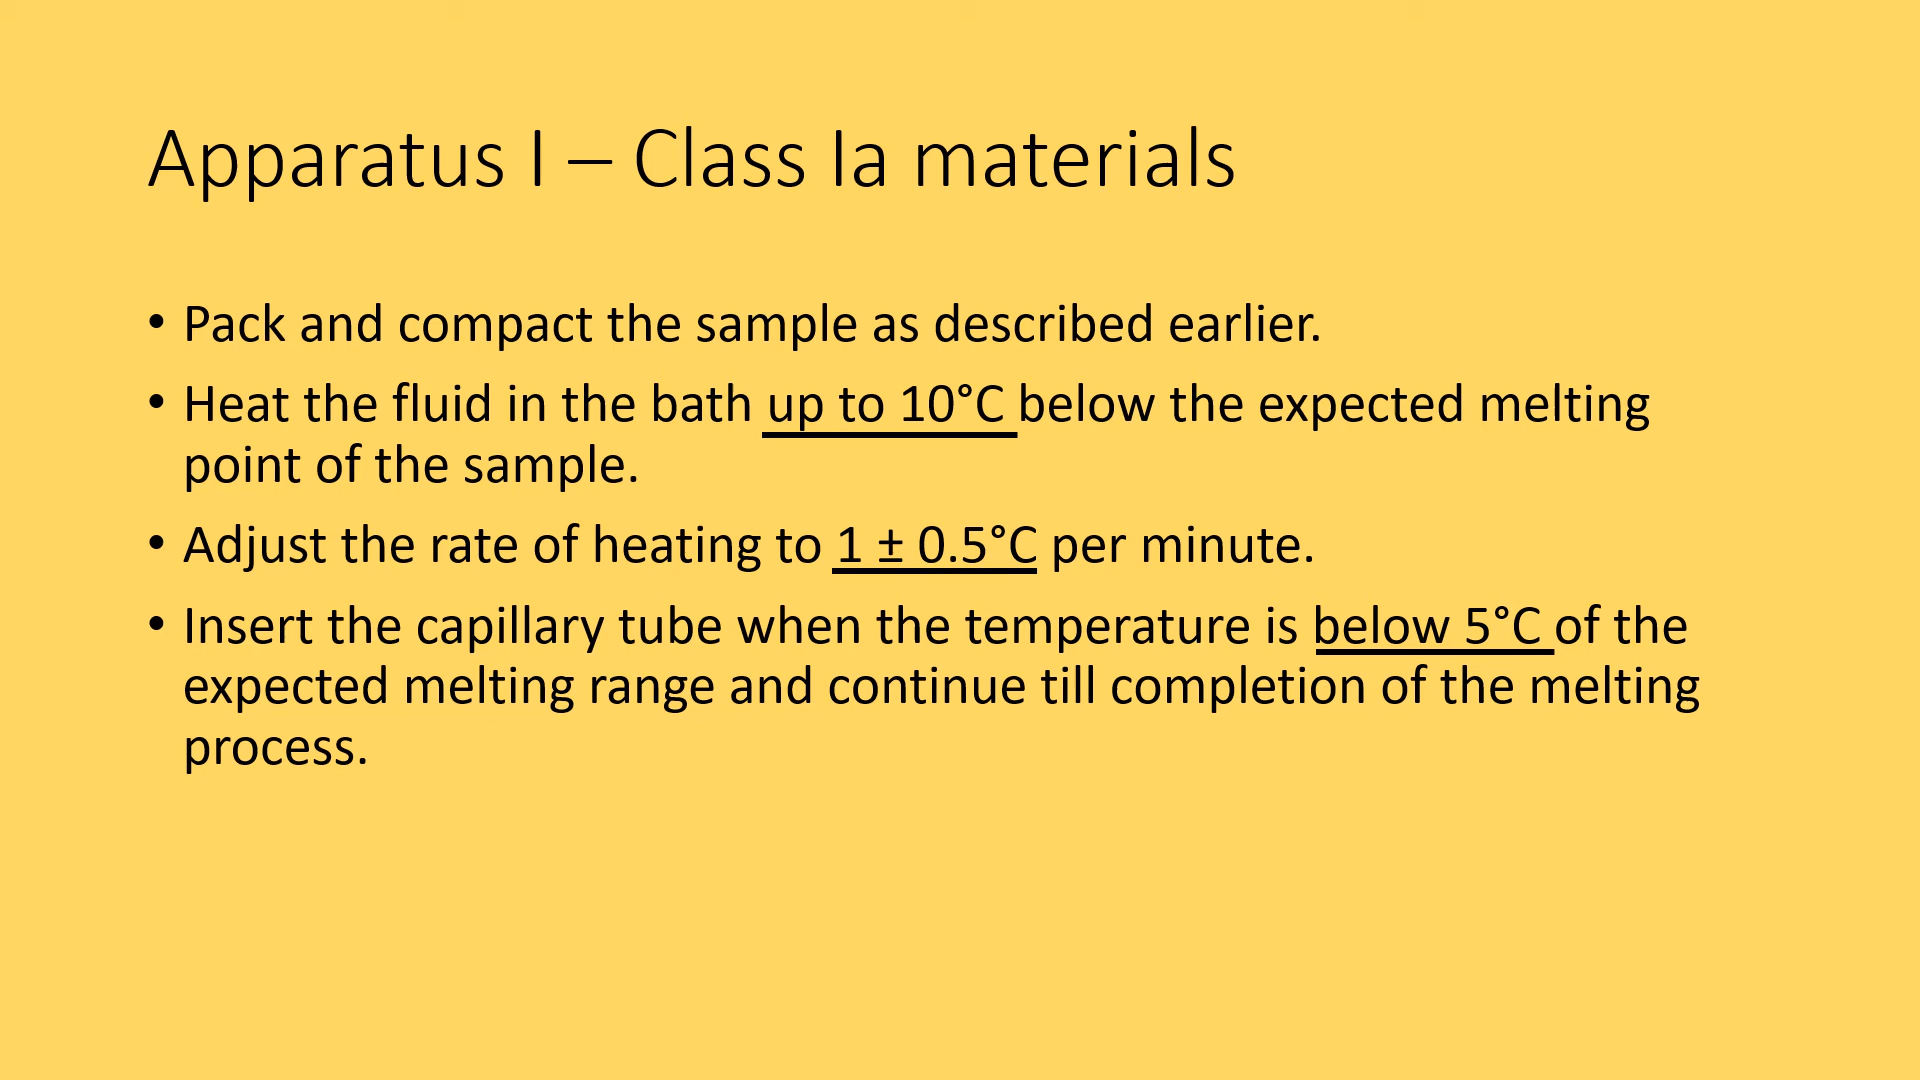 Apparatus I – Class Ia materials
• Pack and compact the sample as described earlier.
• Heat the fluid in the bath up to 10°C below the expected melting
point of the sample.
• Adjust the rate of heating to 1 ± 0.5°C per minute.
• Insert the capillary tube when the temperature is below 5°C of the
expected melting range and continue till completion of the melting
process.